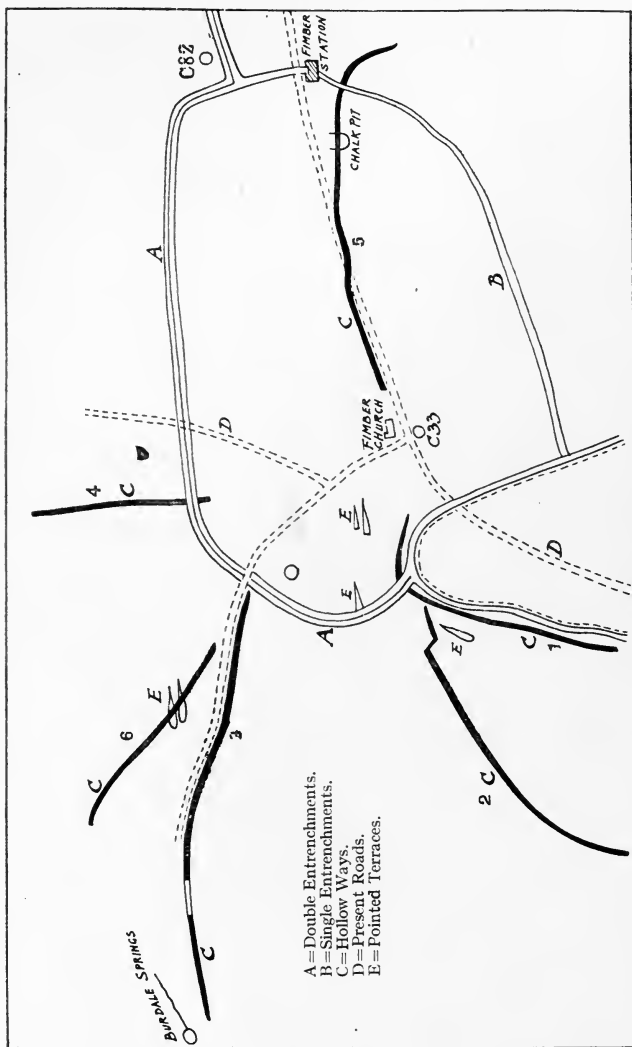 C82
FIMBER
STATION
A
CHALK PIT
5
C
B
D
4
C
FIMBER
CHURCH
C33
E
E
D
A
E
C
1
E
6
C
3
2 C
C
BURDALE SPRINGS
A=Double Entrenchments.
B=Single Entrenchments.
C=Hollow Ways.
D=Present Roads.
E=Pointed Terraces.